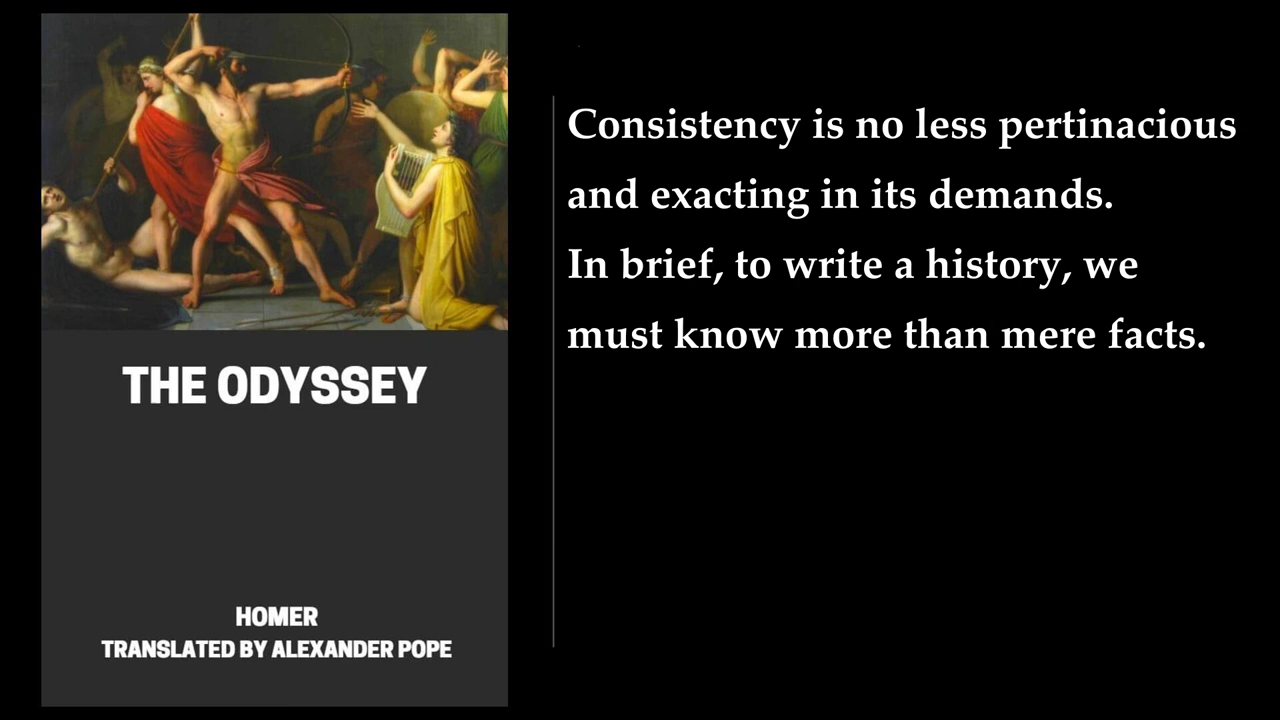 THE ODYSSEY
HOMER
TRANSLATED BY ALEXANDER POPE
Consistency is no less pertinacious
and exacting in its demands.
In brief, to write a history, we
must know more than mere facts.